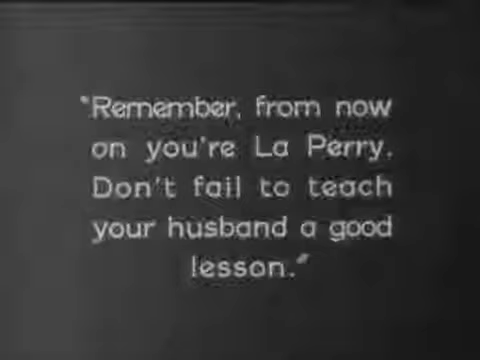 "Remember, from now
on you're La Perry.
Don't fail to teach
your husband a good
lesson."